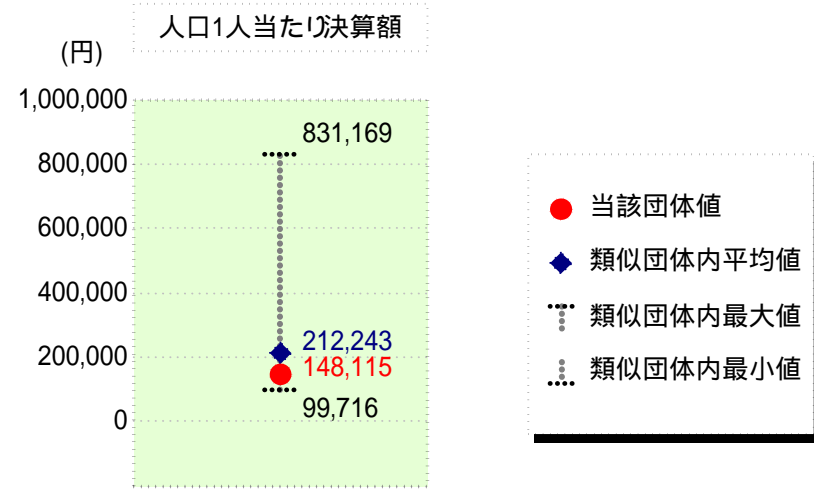 人口1人当たり決算額
(円)
1,000,000
800,000
600,000
400,000
200,000
0
831,169
212,243
148,115
99,716
当該団体値
類似団体内平均値
類似団体内最大値
類似団体内最小値